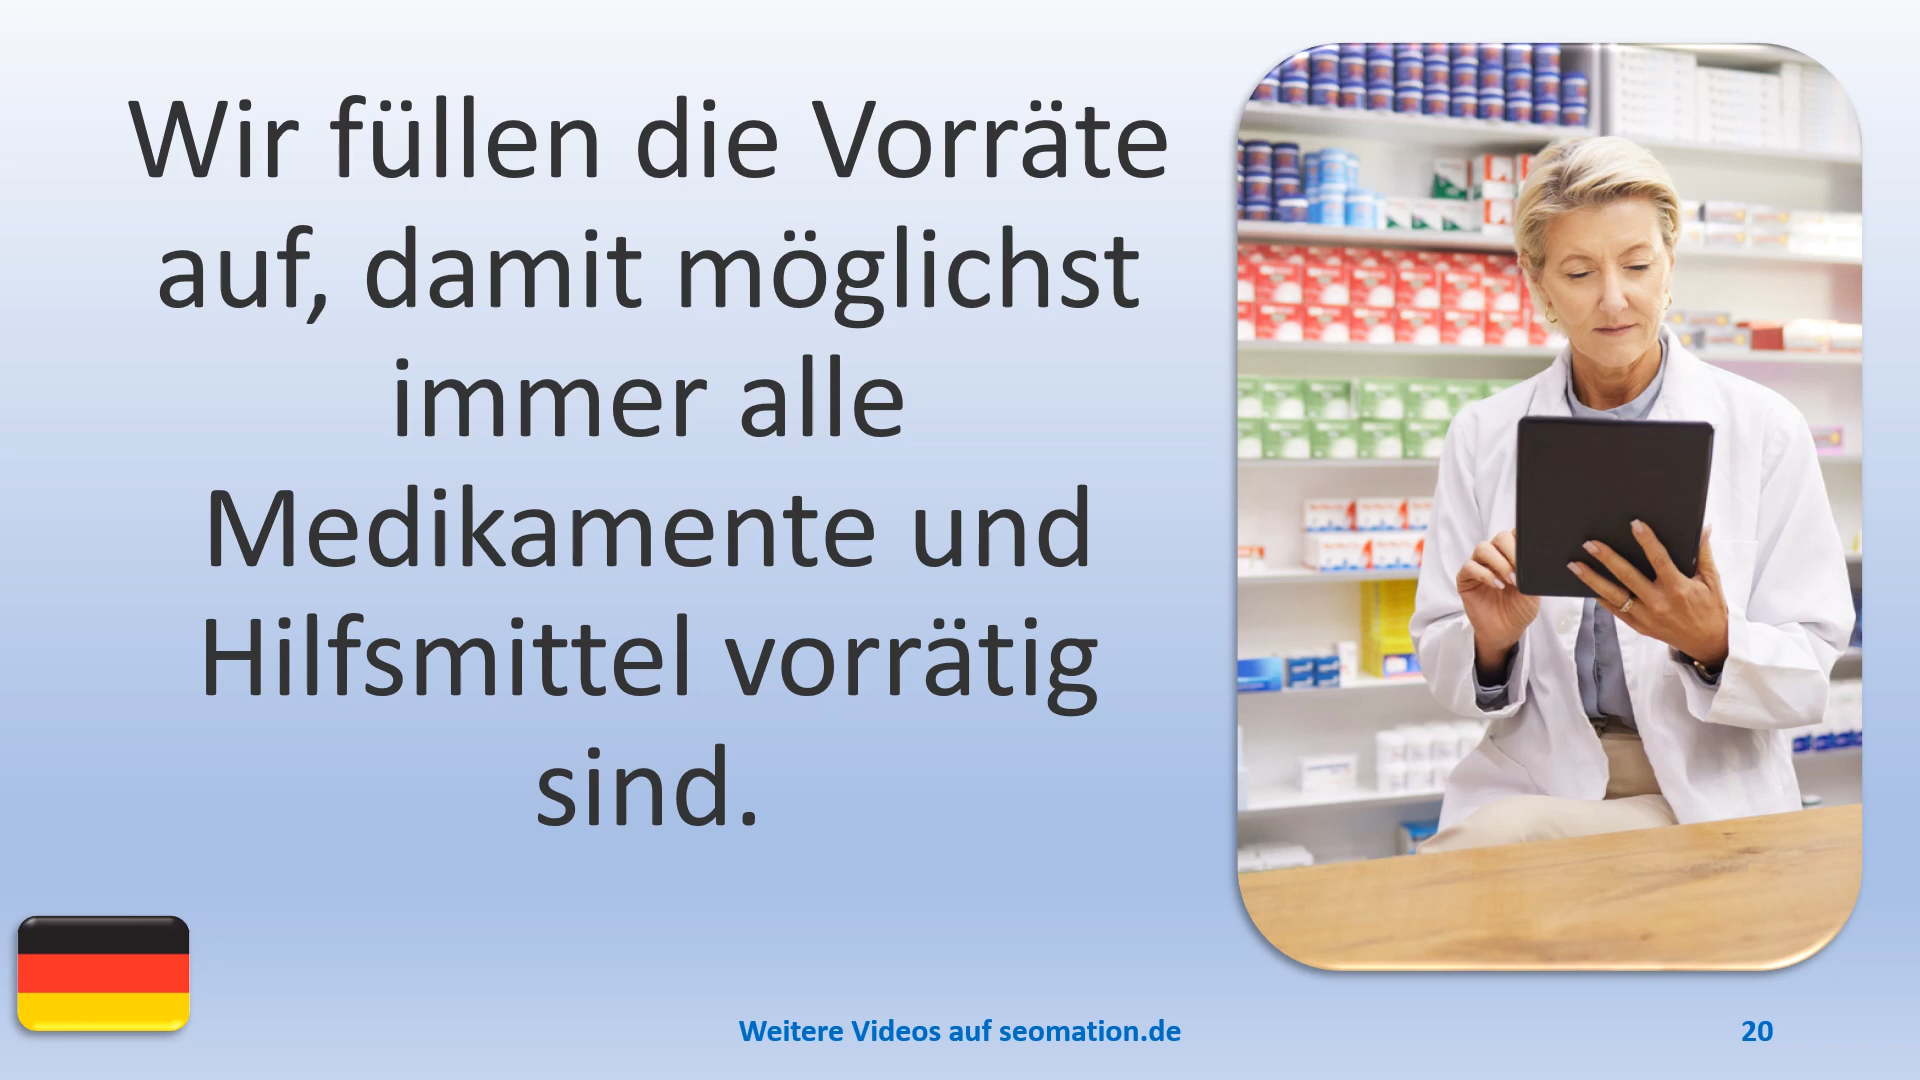 Wir füllen die Vorräte
auf, damit möglichst
immer alle
Medikamente und
Hilfsmittel vorrätig
sind.
Weitere Videos auf seomation.de
20